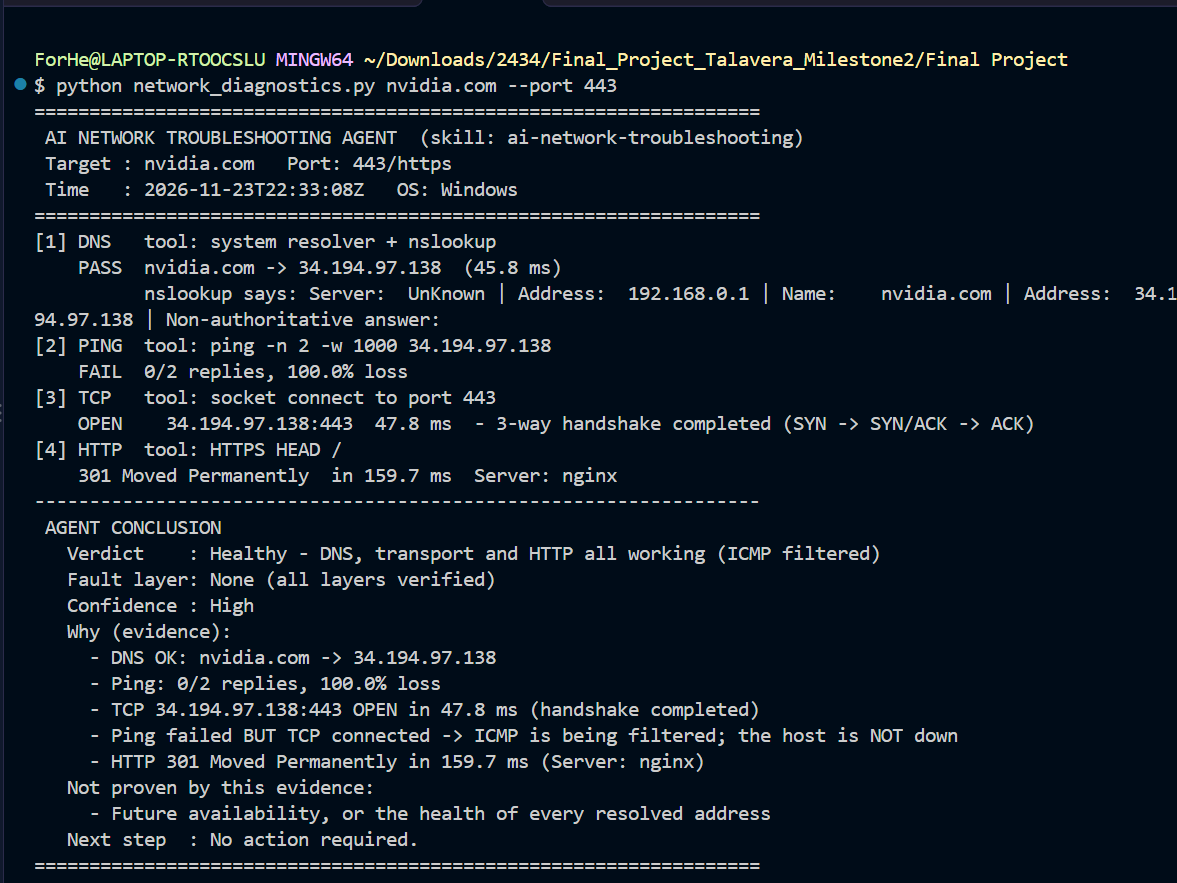 ForHe@LAPTOP-RTOOCSLU MINGW64 ~/Downloads/2434/Final_Project_Talavera_Milestone2/Final Project
$ python network_diagnostics.py nvidia.com --port 443
==================================================================
AI NETWORK TROUBLESHOOTING AGENT  (skill: ai-network-troubleshooting)
Target : nvidia.com   Port: 443/https
Time   : 2026-11-23T22:33:08Z   OS: Windows
==================================================================
[1] DNS   tool: system resolver + nslookup
    PASS  nvidia.com -> 34.194.97.138  (45.8 ms)
          nslookup says: Server:  UnKnown | Address:  192.168.0.1 | Name:    nvidia.com | Address:  34.1
94.97.138 | Non-authoritative answer:
[2] PING  tool: ping -n 2 -w 1000 34.194.97.138
    FAIL  0/2 replies, 100.0% loss
[3] TCP   tool: socket connect to port 443
    OPEN    34.194.97.138:443  47.8 ms  - 3-way handshake completed (SYN -> SYN/ACK -> ACK)
[4] HTTP  tool: HTTPS HEAD /
    301 Moved Permanently  in 159.7 ms  Server: nginx
------------------------------------------------------------------
AGENT CONCLUSION
   Verdict    : Healthy - DNS, transport and HTTP all working (ICMP filtered)
   Fault layer: None (all layers verified)
   Confidence : High
   Why (evidence):
     - DNS OK: nvidia.com -> 34.194.97.138
     - Ping: 0/2 replies, 100.0% loss
     - TCP 34.194.97.138:443 OPEN in 47.8 ms (handshake completed)
     - Ping failed BUT TCP connected -> ICMP is being filtered; the host is NOT down
     - HTTP 301 Moved Permanently in 159.7 ms (Server: nginx)
   Not proven by this evidence:
     - Future availability, or the health of every resolved address
   Next step  : No action required.
==================================================================